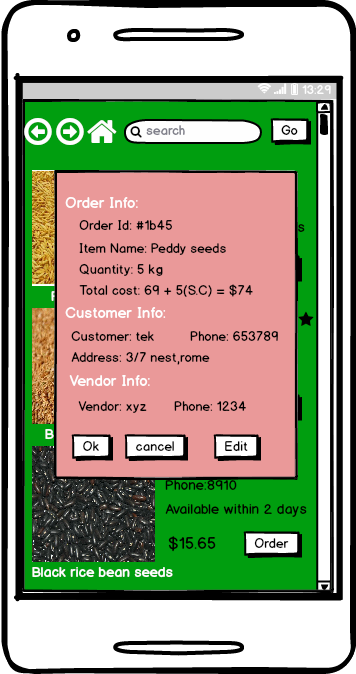 13:29
search
Go
Order Info:
Order Id: #1b45
Item Name: Peddy seeds
Quantity: 5 kg
Total cost: 69 + 5(S.C) = $74
Customer Info:
Customer: tek Phone: 653789
Address: 3/7 nest,rome
Vendor Info:
Vendor: xyz Phone: 1234
Ok cancel Edit
Phone:8910
Available within 2 days
$15.65 Order
Black rice bean seeds